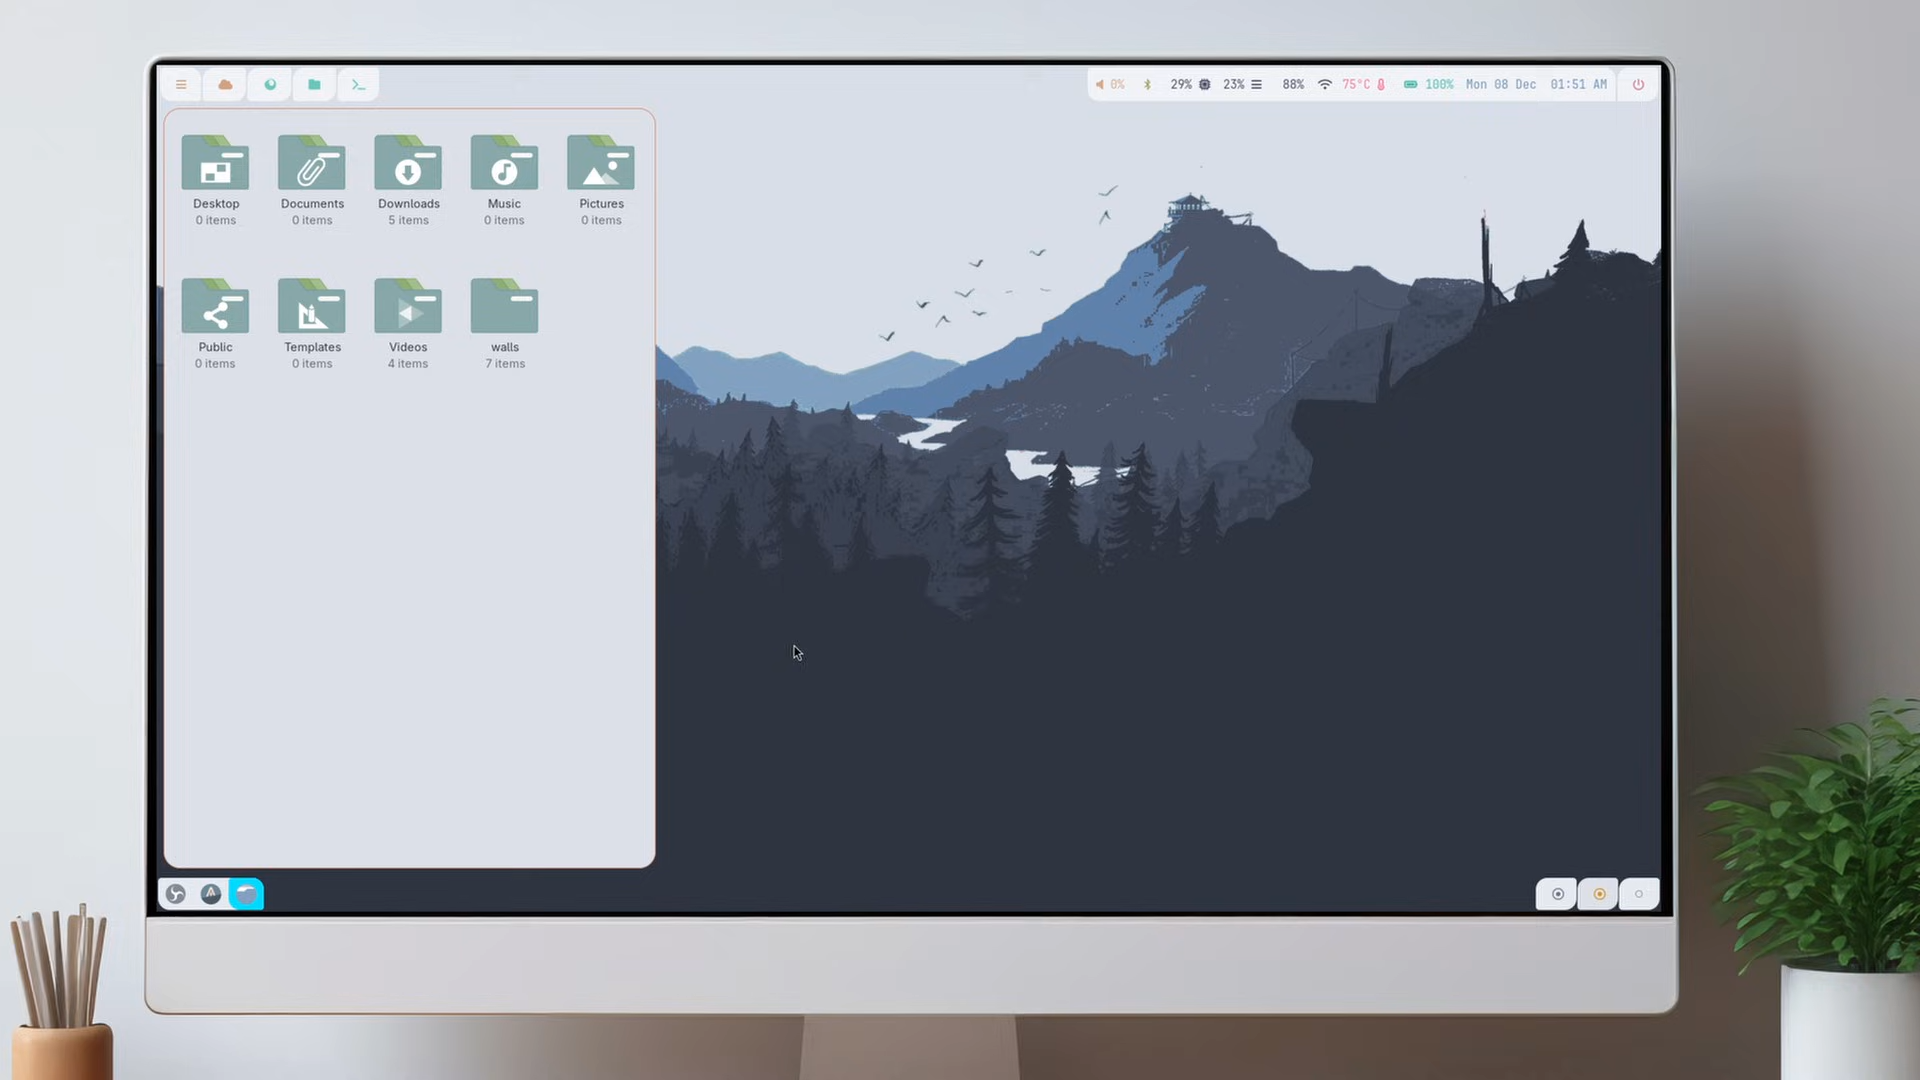 0% 29% 23% 88% 75°C 100% Mon 08 Dec 01:51 AM
Desktop Documents Downloads Music Pictures
0 items 0 items 5 items 0 items 0 items
Public Templates Videos walls
0 items 0 items 4 items 7 items